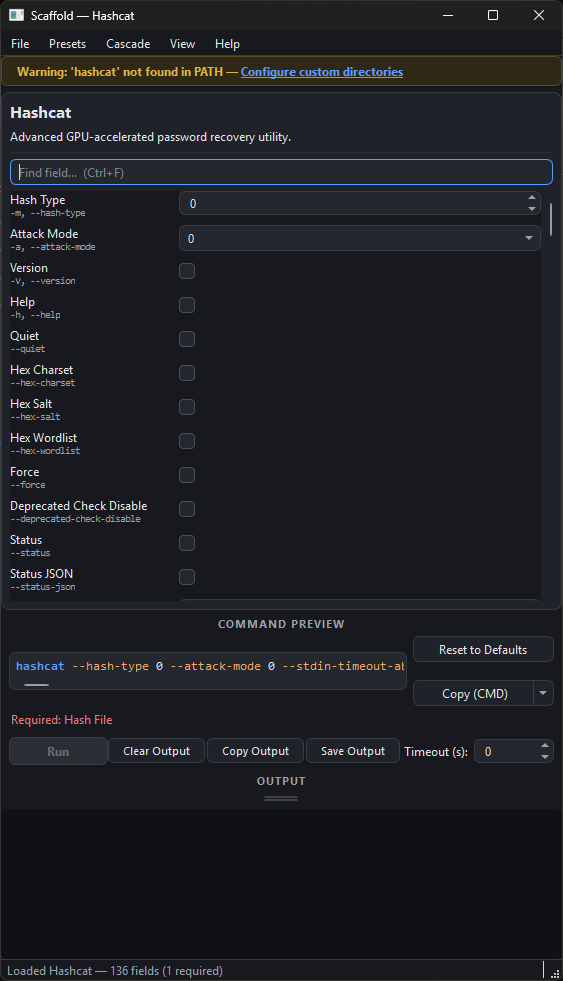 Scaffold — Hashcat
File Presets Cascade View Help
Warning: 'hashcat' not found in PATH — Configure custom directories
Hashcat
Advanced GPU-accelerated password recovery utility.
Find field... (Ctrl+F)
Hash Type
-m, --hash-type
0
Attack Mode
-a, --attack-mode
0
Version
-V, --version
Help
-h, --help
Quiet
--quiet
Hex Charset
--hex-charset
Hex Salt
--hex-salt
Hex Wordlist
--hex-wordlist
Force
--force
Deprecated Check Disable
--deprecated-check-disable
Status
--status
Status JSON
--status-json
COMMAND PREVIEW
hashcat --hash-type 0 --attack-mode 0 --stdin-timeout-ab
Reset to Defaults
Copy (CMD)
Required: Hash File
Run Clear Output Copy Output Save Output Timeout (s): 0
OUTPUT
Loaded Hashcat — 136 fields (1 required)